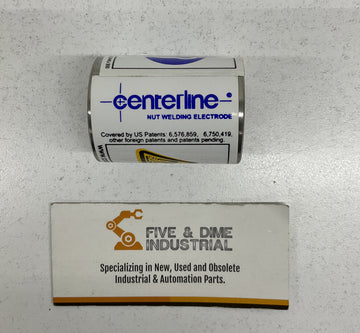 centerline
NUT WELDING ELECTRODE
Covered by US Patents: 6,576,859, 6,750,419,
other foreign patents and patents pending.
FIVE & DIME
INDUSTRIAL
Specializing in New, Used and Obsolete
Industrial & Automation Parts.